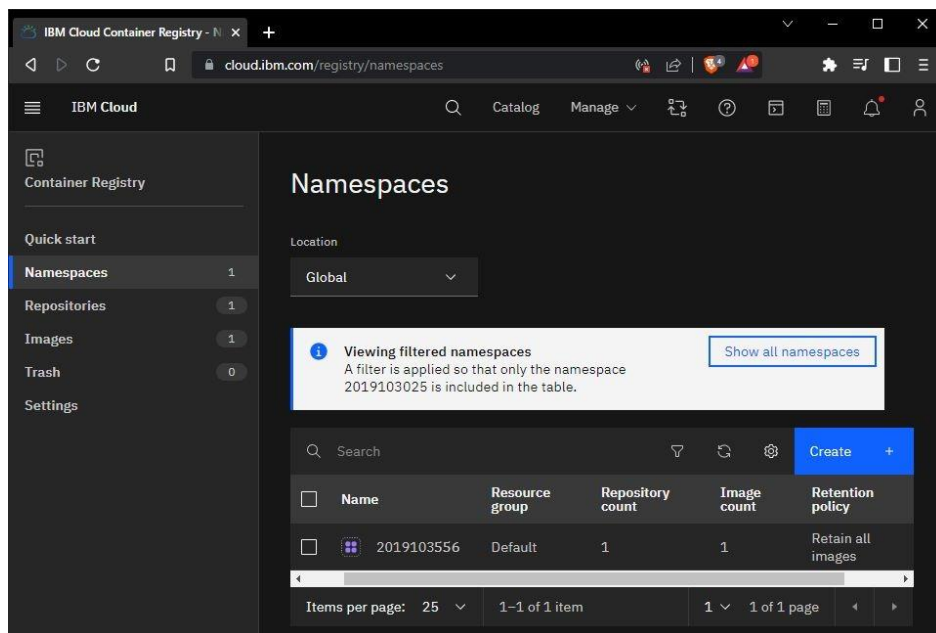 IBM Cloud Container Registry - N
cloud.ibm.com/registry/namespaces
IBM Cloud
Catalog
Manage
Container Registry
Quick start
Namespaces 1
Repositories 1
Images 1
Trash 0
Settings
Namespaces
Location
Global
Viewing filtered namespaces
A filter is applied so that only the namespace
2019103025 is included in the table.
Show all namespaces
Search
Create +
Name Resource group Repository count Image count Retention policy
2019103556 Default 1 1 Retain all images
Items per page: 25 1–1 of 1 item 1 1 of 1 page